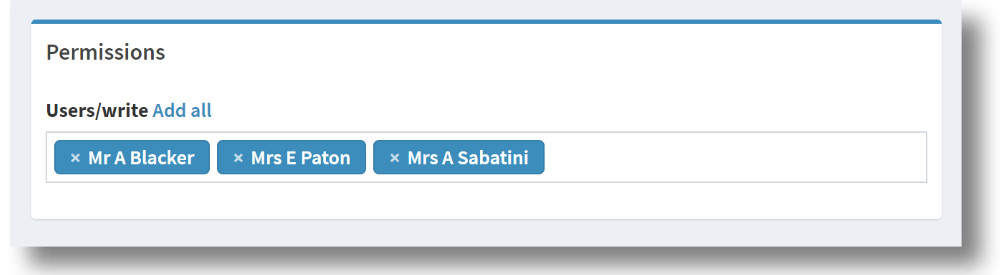 Permissions
Users/write Add all
× Mr A Blacker × Mrs E Paton × Mrs A Sabatini